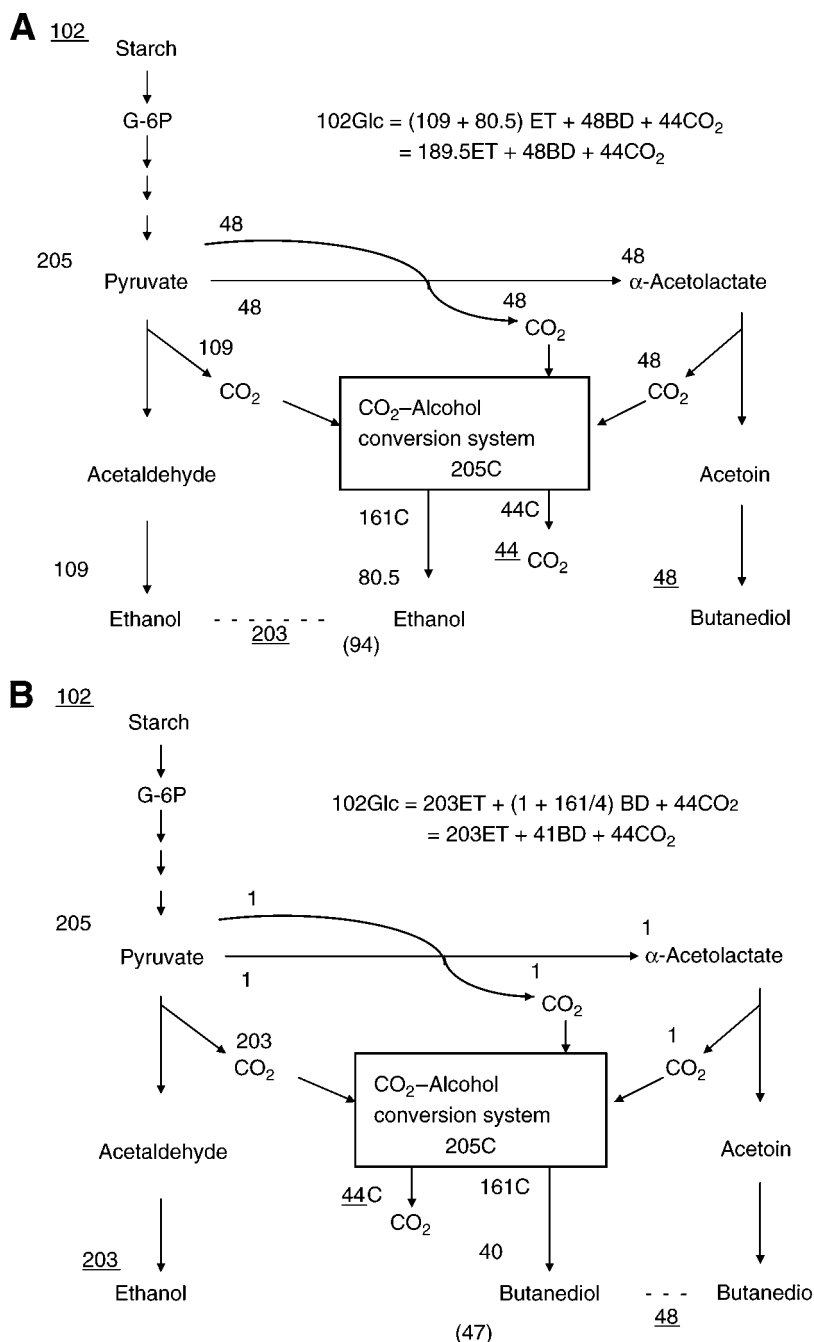 A
102
Starch
G-6P
102Glc = (109 + 80.5) ET + 48BD + 44CO₂
= 189.5ET + 48BD + 44CO₂
48
205
Pyruvate
48
α-Acetolactate
48
48
CO₂
109
CO₂
48
CO₂
CO₂–Alcohol
conversion system
205C
Acetaldehyde
Acetoin
161C
44C
44 CO₂
109
80.5
48
Ethanol
203
Ethanol
Butanediol
(94)
B
102
Starch
G-6P
102Glc = 203ET + (1 + 161/4) BD + 44CO₂
= 203ET + 41BD + 44CO₂
1
205
Pyruvate
1
α-Acetolactate
1
1
CO₂
203
CO₂
1
CO₂
CO₂–Alcohol
conversion system
205C
Acetaldehyde
Acetoin
44C
161C
CO₂
40
203
Ethanol
Butanediol
Butanedio
48
(47)